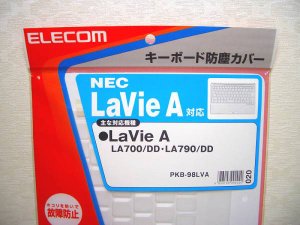 ELECOM
キーボード防塵カバー
NEC
LaVie A 対応
主な対応機種
●LaVie A
LA700/DD・LA790/DD
PKB-98LVA
020
ホコリを防いで
故障防止